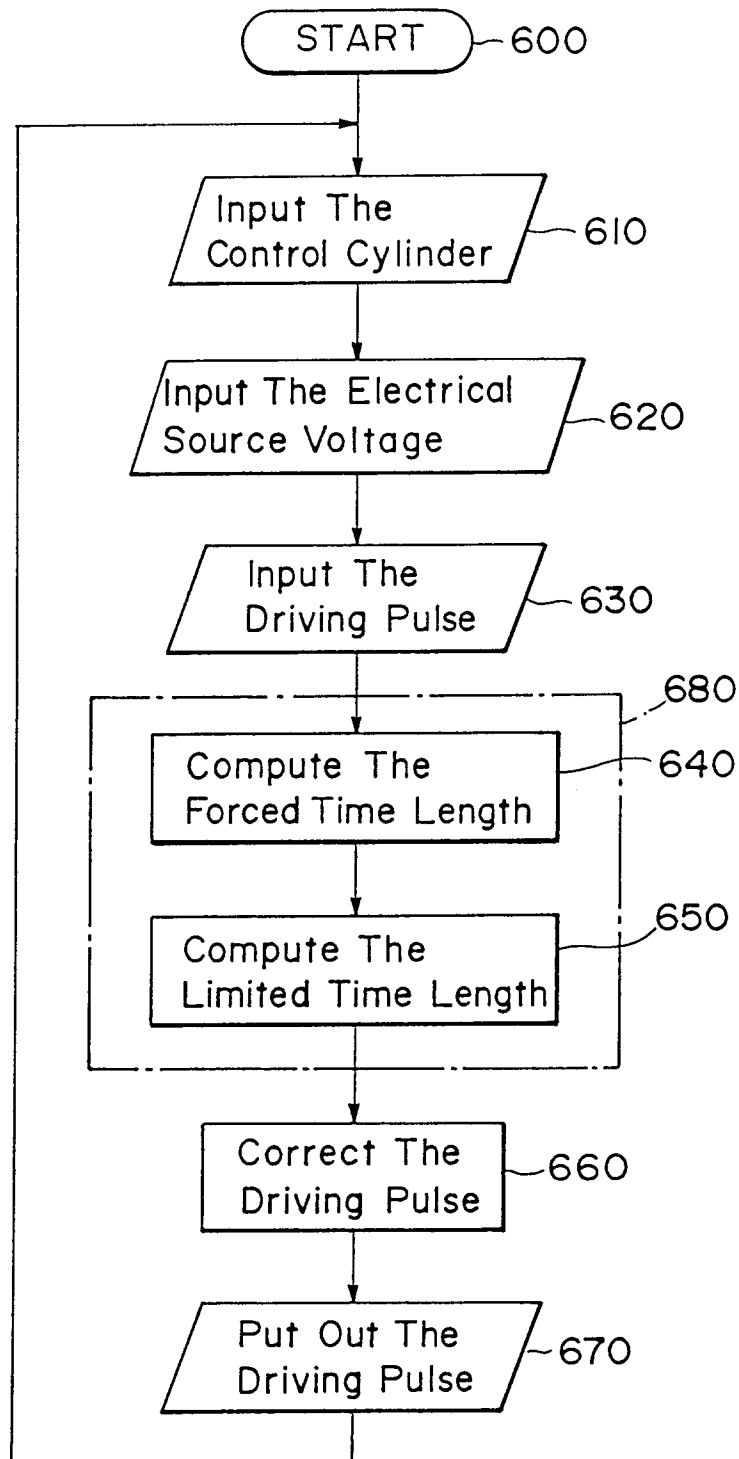 START
600
Input The
Control Cylinder
610
Input The Electrical
Source Voltage
620
Input The
Driving Pulse
630
680
Compute The
Forced Time Length
640
Compute The
Limited Time Length
650
Correct The
Driving Pulse
660
Put Out The
Driving Pulse
670